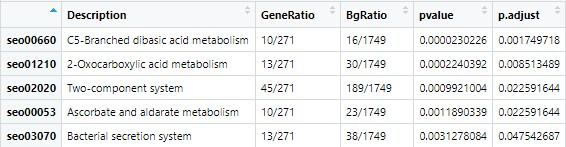 Description GeneRatio BgRatio pvalue p.adjust
seo00660 C5-Branched dibasic acid metabolism 10/271 16/1749 0.0000230226 0.001749718
seo01210 2-Oxocarboxylic acid metabolism 13/271 30/1749 0.0002240392 0.008513489
seo02020 Two-component system 45/271 189/1749 0.0009921004 0.022591644
seo00053 Ascorbate and aldarate metabolism 10/271 23/1749 0.0011890339 0.022591644
seo03070 Bacterial secretion system 13/271 38/1749 0.0031278084 0.047542687